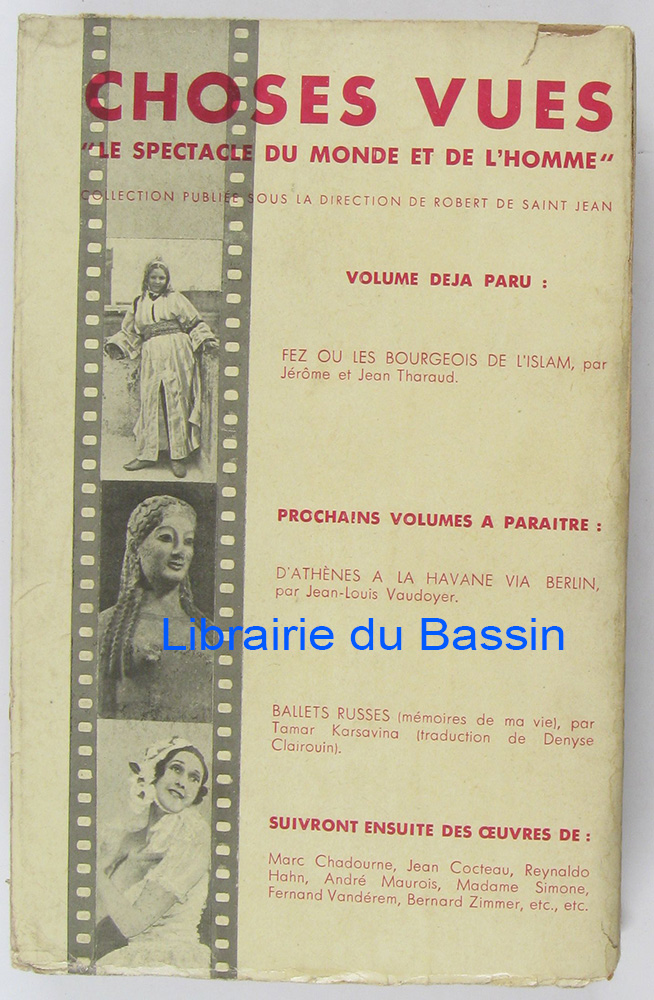 CHOSES VUES
"LE SPECTACLE DU MONDE ET DE L'HOMME"
COLLECTION PUBLIÉE SOUS LA DIRECTION DE ROBERT DE SAINT JEAN
VOLUME DEJA PARU :
FEZ OU LES BOURGEOIS DE L'ISLAM, par
Jérôme et Jean Tharaud.
PROCHAINS VOLUMES A PARAITRE :
D'ATHÈNES A LA HAVANE VIA BERLIN,
par Jean-Louis Vaudoyer.
Librairie du Bassin
BALLETS RUSSES (mémoires de ma vie), par
Tamar Karsavina (traduction de Denyse
Clairouin).
SUIVRONT ENSUITE DES ŒUVRES DE :
Marc Chadourne, Jean Cocteau, Reynaldo
Hahn, André Maurois, Madame Simone,
Fernand Vandérem, Bernard Zimmer, etc., etc.